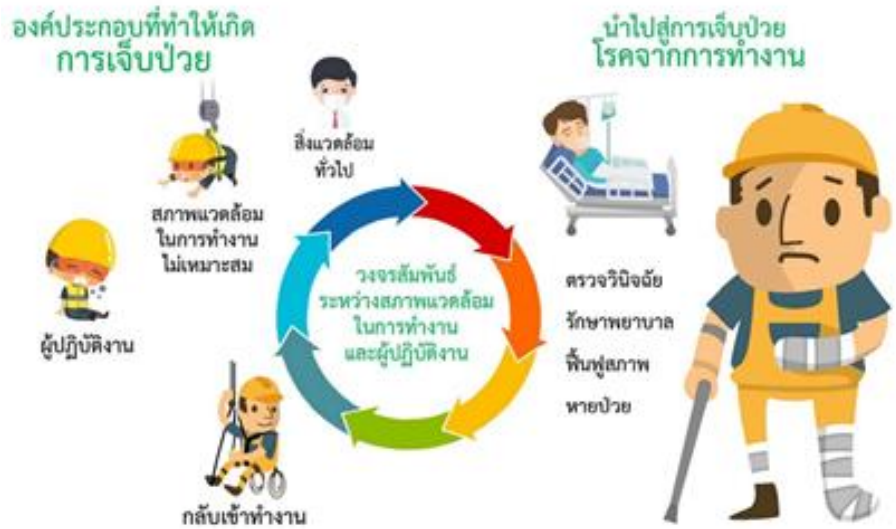 องค์ประกอบที่ทำให้เกิด
การเจ็บป่วย
นำไปสู่การเจ็บป่วย
โรคจากการทำงาน
สิ่งแวดล้อม
ทั่วไป
สภาพแวดล้อม
ในการทำงาน
ไม่เหมาะสม
ผู้ปฏิบัติงาน
วงจรสัมพันธ์
ระหว่างสภาพแวดล้อม
ในการทำงาน
และผู้ปฏิบัติงาน
ตรวจวินิจฉัย
รักษาพยาบาล
ฟื้นฟูสภาพ
หายป่วย
กลับเข้าทำงาน